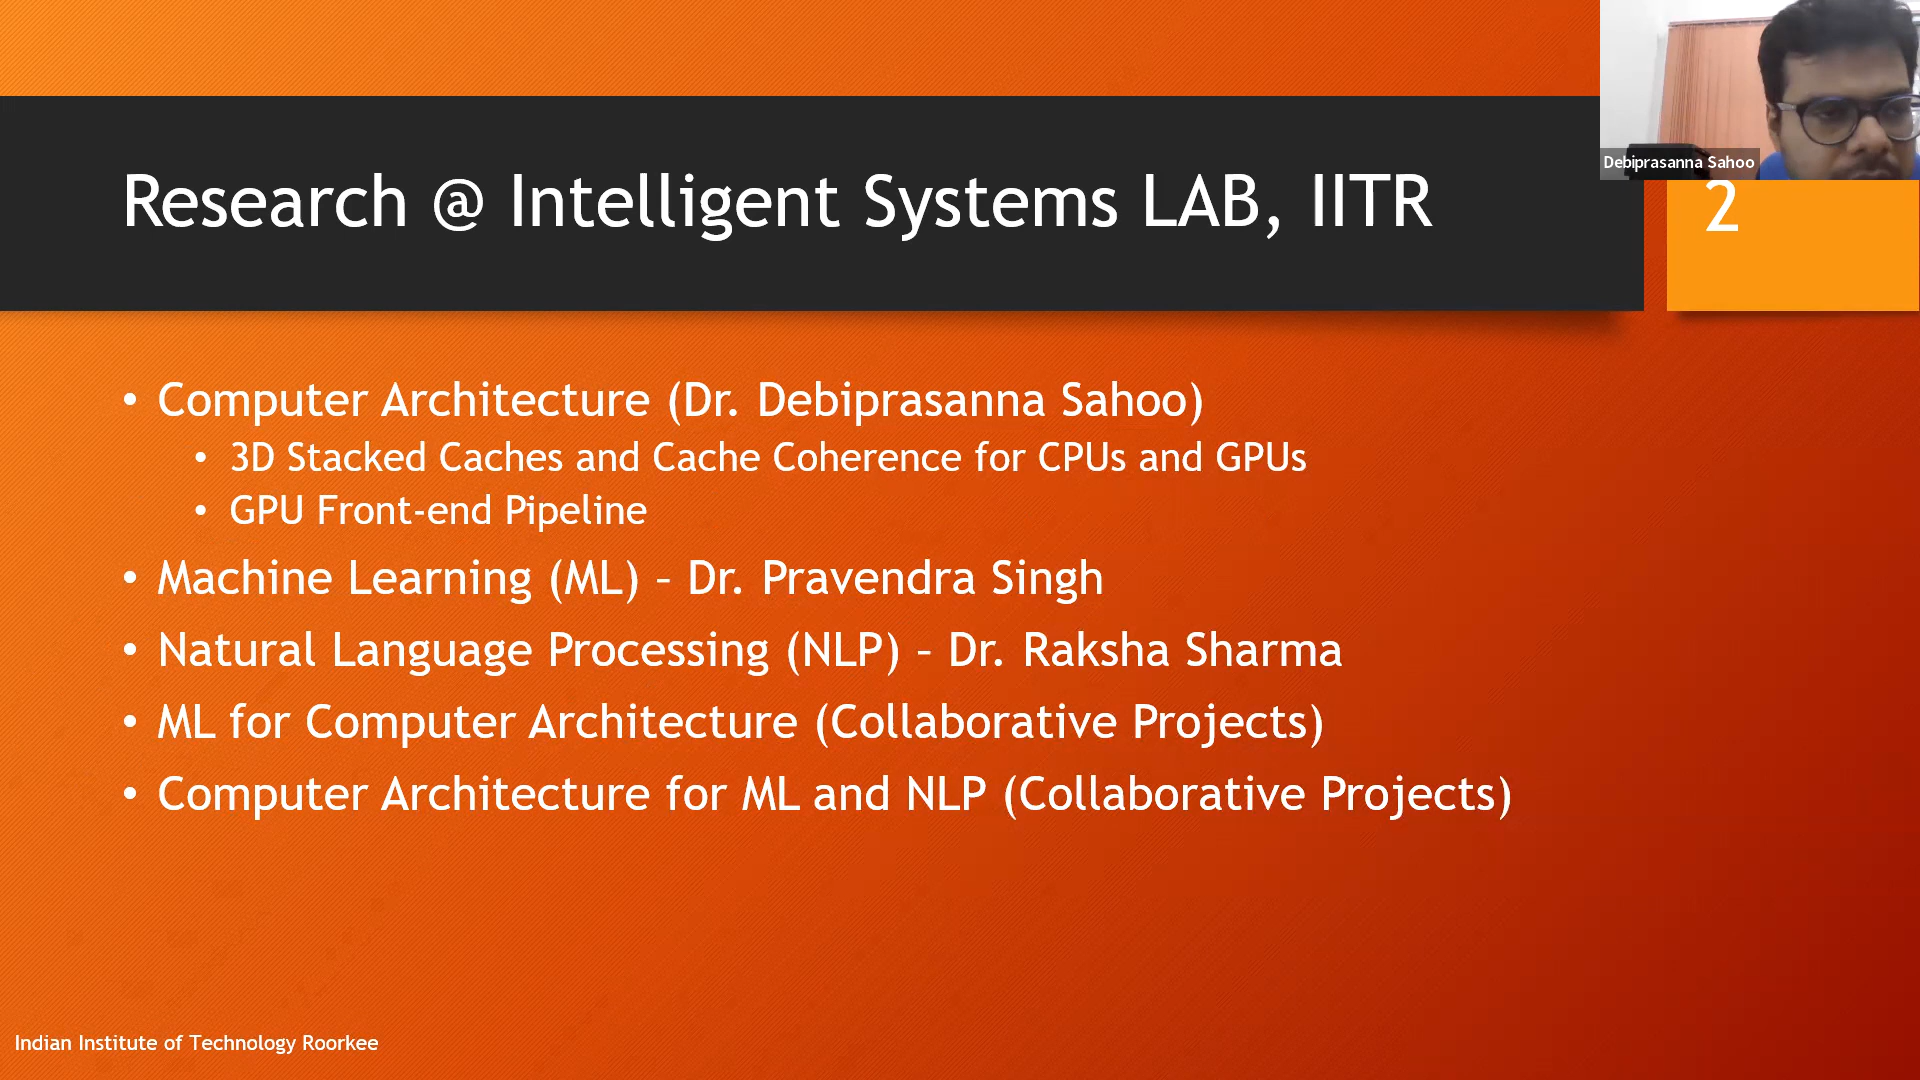 Debiprasanna Sahoo
Research @ Intelligent Systems LAB, IITR
2
• Computer Architecture (Dr. Debiprasanna Sahoo)
• 3D Stacked Caches and Cache Coherence for CPUs and GPUs
• GPU Front-end Pipeline
• Machine Learning (ML) – Dr. Pravendra Singh
• Natural Language Processing (NLP) – Dr. Raksha Sharma
• ML for Computer Architecture (Collaborative Projects)
• Computer Architecture for ML and NLP (Collaborative Projects)
Indian Institute of Technology Roorkee